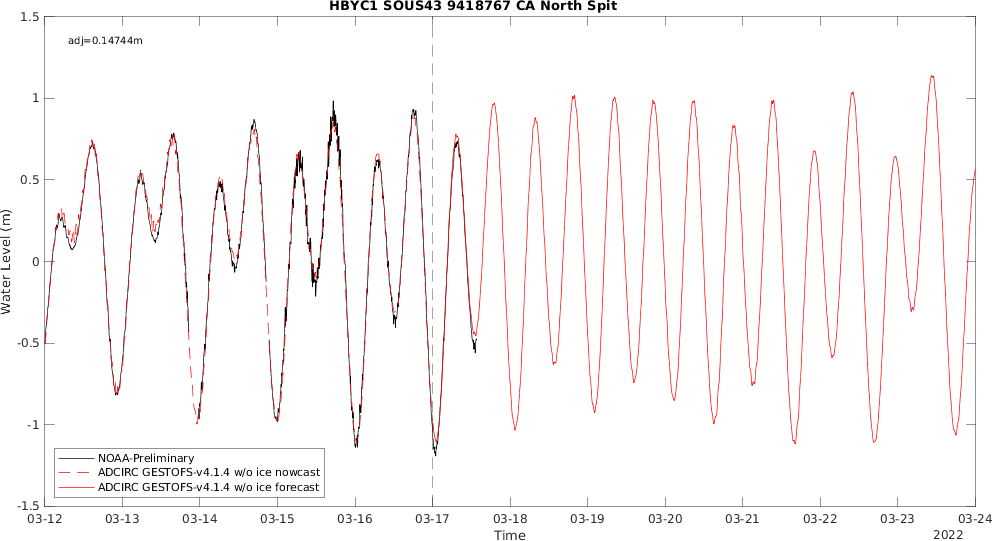 HBYC1 SOUS43 9418767 CA North Spit
adj=0.14744m
1.5
1
0.5
0
-0.5
-1
-1.5
Water Level (m)
NOAA-Preliminary
ADCIRC GESTOFS-v4.1.4 w/o ice nowcast
ADCIRC GESTOFS-v4.1.4 w/o ice forecast
03-12 03-13 03-14 03-15 03-16 03-17 03-18 03-19 03-20 03-21 03-22 03-23 03-24
Time
2022